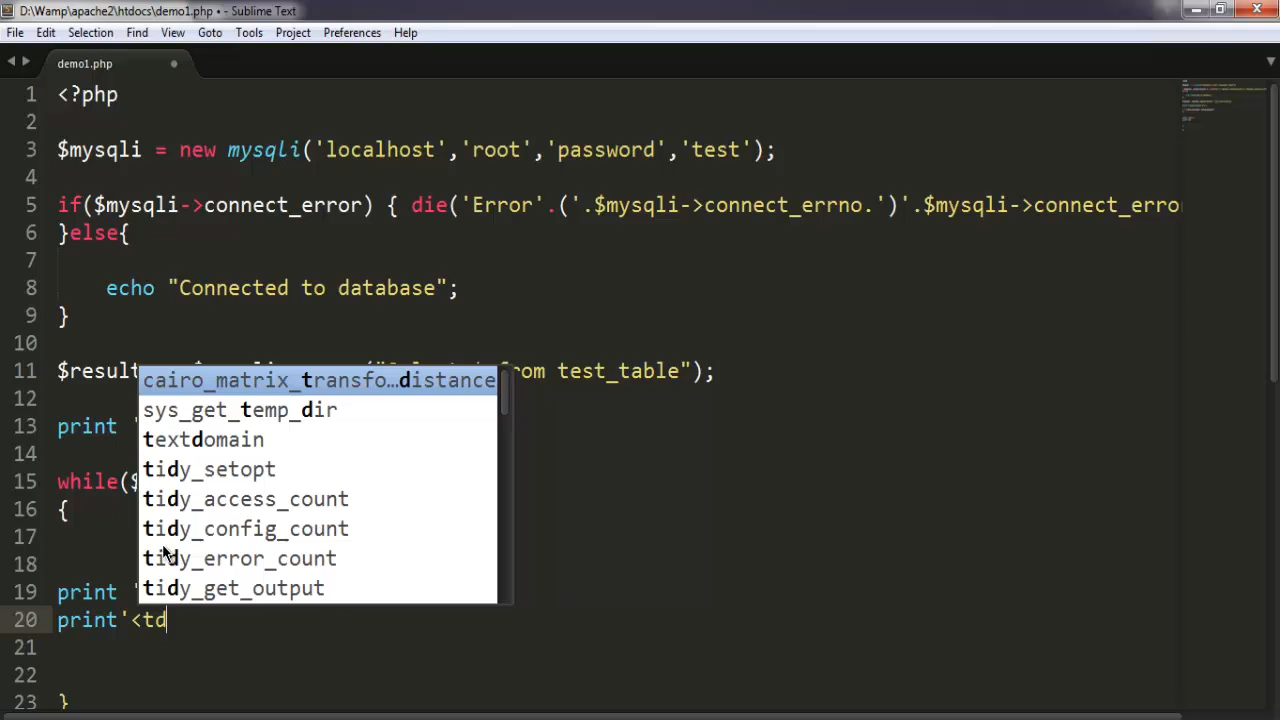 D:\Wamp\apache2\htdocs\demo1.php • - Sublime Text
File Edit Selection Find View Goto Tools Project Preferences Help
demo1.php
1 <?php
2
3 $mysqli = new mysqli('localhost','root','password','test');
4
5 if($mysqli->connect_error) { die('Error'.('.$mysqli->connect_errno.')'.$mysqli->connect_erro
6 }else{
7
8 echo "Connected to database";
9 }
10
11 $result from test_table");
12
13 print '
14
15 while($
16 {
17
18
19 print '
20 print'<td
21
22
23 }
cairo_matrix_transfo…distance
sys_get_temp_dir
textdomain
tidy_setopt
tidy_access_count
tidy_config_count
tidy_error_count
tidy_get_output